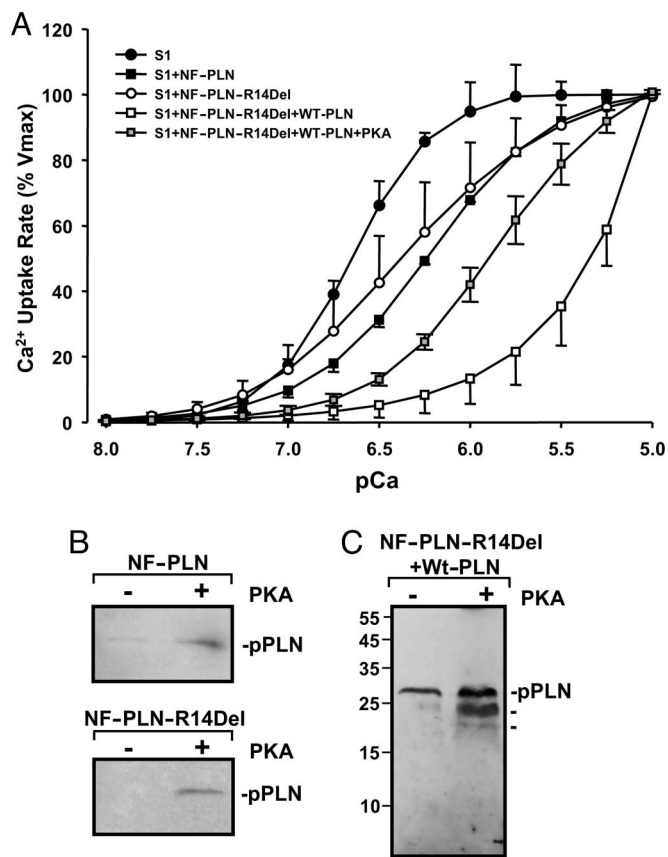 A
120
100
80
60
40
20
0
Ca²⁺ Uptake Rate (% Vmax)
S1
S1+NF-PLN
S1+NF-PLN-R14Del
S1+NF-PLN-R14Del+WT-PLN
S1+NF-PLN-R14Del+WT-PLN+PKA
8.0 7.5 7.0 6.5 6.0 5.5 5.0
pCa
B
NF-PLN
- + PKA
-pPLN
NF-PLN-R14Del
- + PKA
-pPLN
C
NF-PLN-R14Del
+Wt-PLN
- + PKA
55
45
35
25
15
10
-pPLN
-
-